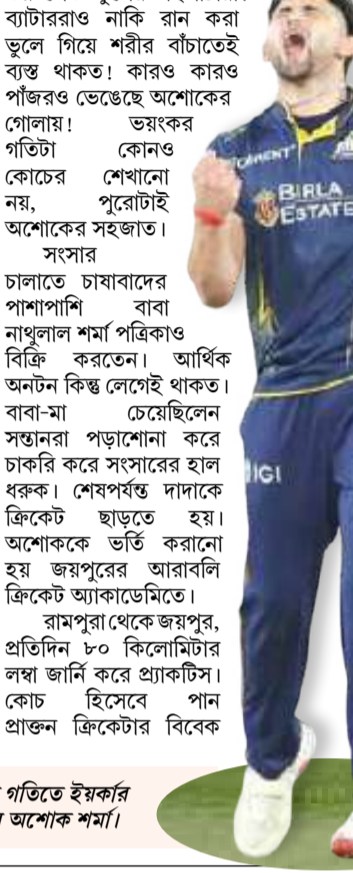 ব্যাটাররাও নাকি রান করা
ভুলে গিয়ে শরীর বাঁচাতেই
ব্যস্ত থাকত! কারও কারও
পাঁজরও ভেঙেছে অশোকের
গোলায়! ভয়ংকর
গতিটা কোনও
কোচের শেখানো
নয়, পুরোটাই
অশোকের সহজাত।
সংসার
চালাতে চাষাবাদের
পাশাপাশি বাবা
নাথুলাল শর্মা পত্রিকাও
বিক্রি করতেন। আর্থিক
অনটন কিন্তু লেগেই থাকত।
বাবা-মা চেয়েছিলেন
সন্তানরা পড়াশোনা করে
চাকরি করে সংসারের হাল
ধরুক। শেষপর্যন্ত দাদাকে
ক্রিকেট ছাড়তে হয়।
অশোককে ভর্তি করানো
হয় জয়পুরের আরাবলি
ক্রিকেট অ্যাকাডেমিতে।
রামপুরা থেকে জয়পুর,
প্রতিদিন ৮০ কিলোমিটার
লম্বা জার্নি করে প্র্যাকটিস।
কোচ হিসেবে পান
প্রাক্তন ক্রিকেটার বিবেক
BIRLA
ESTATE
IGI
গতিতে ইয়র্কার
অশোক শর্মা।